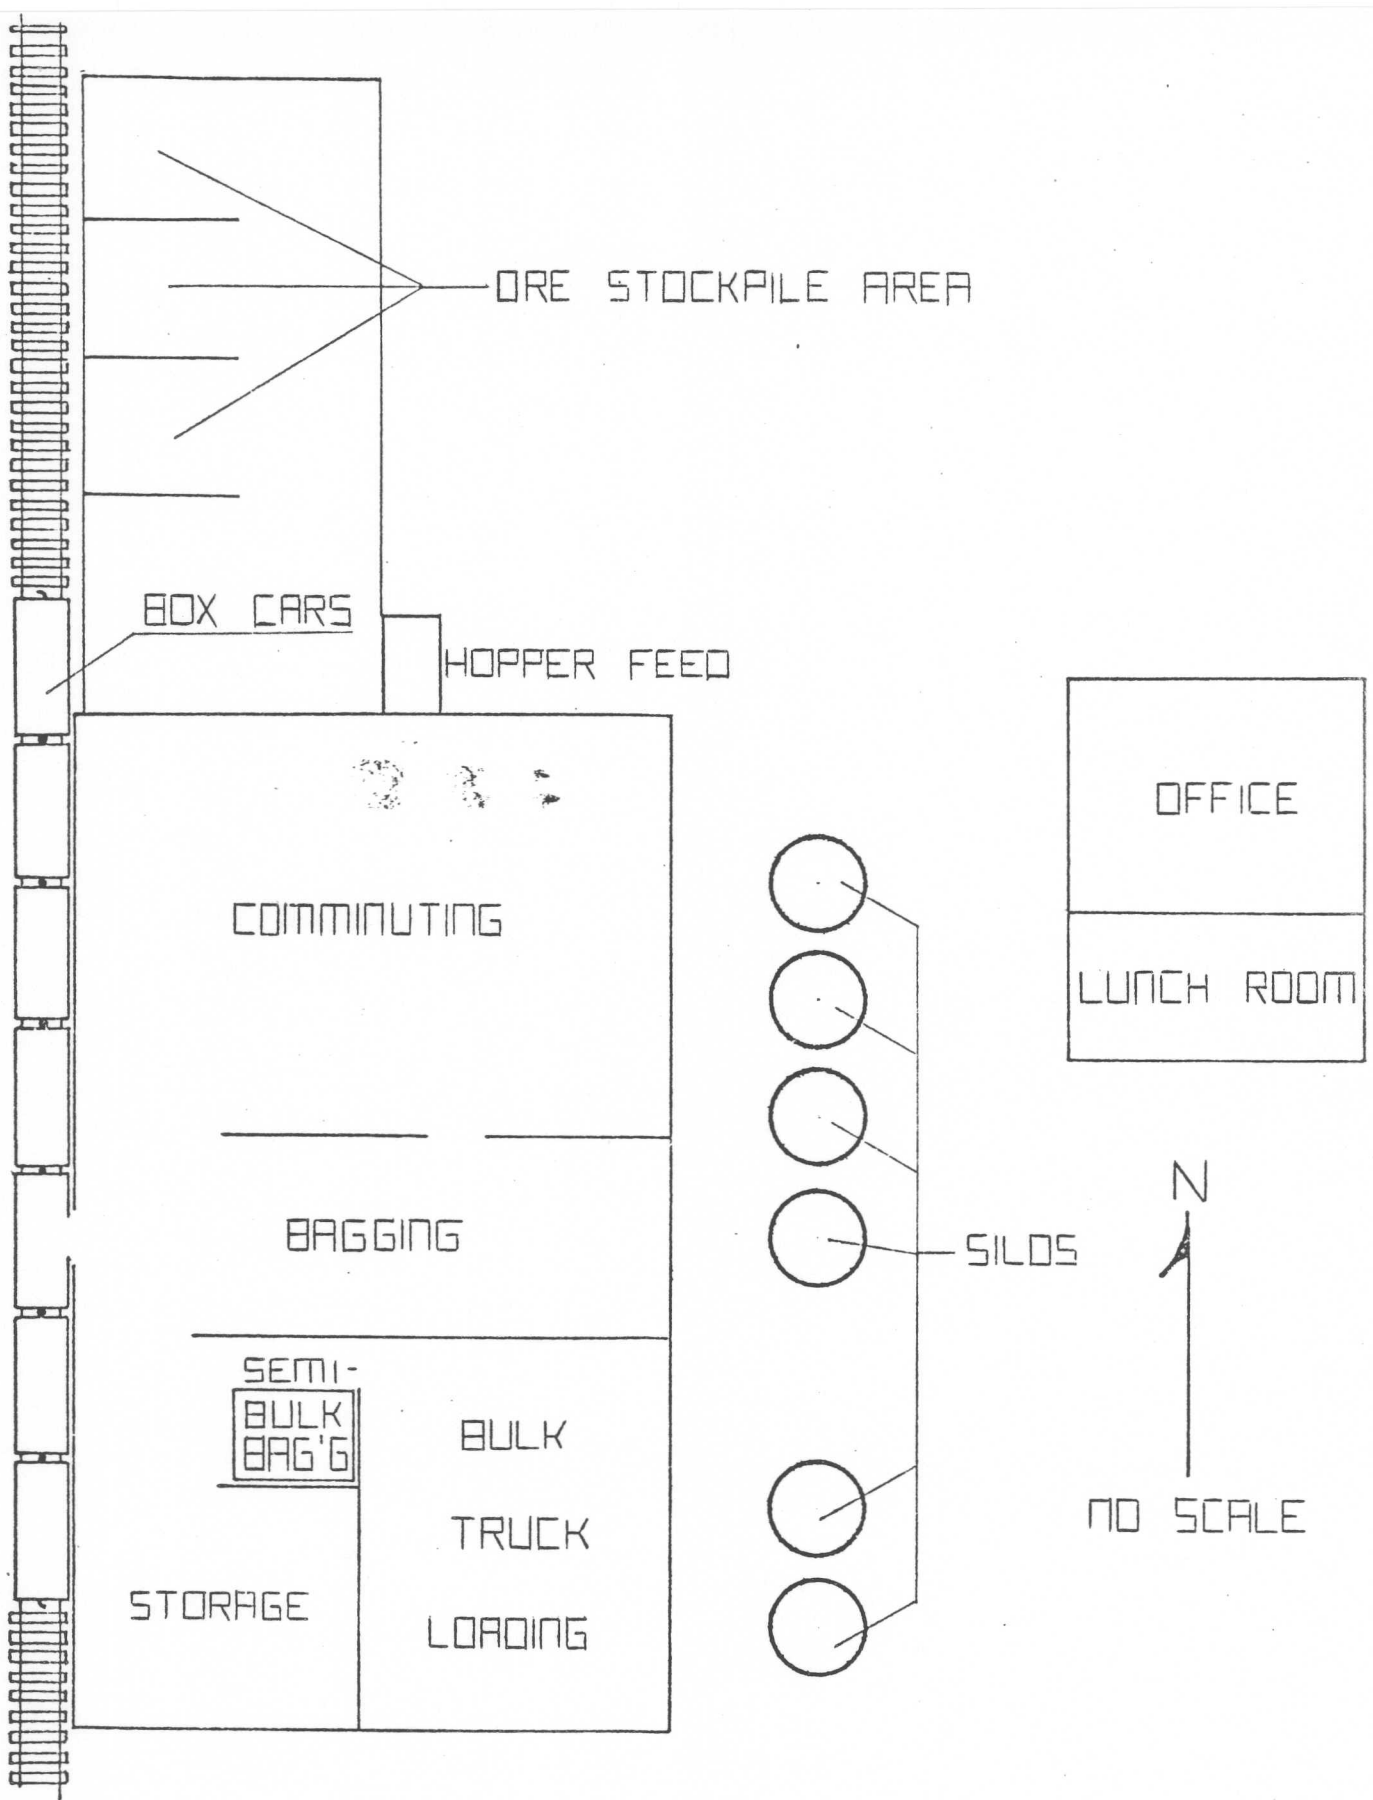 ORE STOCKPILE AREA
BOX CARS
HOPPER FEED
OFFICE
COMMINUTING
LUNCH ROOM
N
BAGGING
SILOS
SEMI-
BULK
BAG'G
BULK
TRUCK
LOADING
NO SCALE
STORAGE